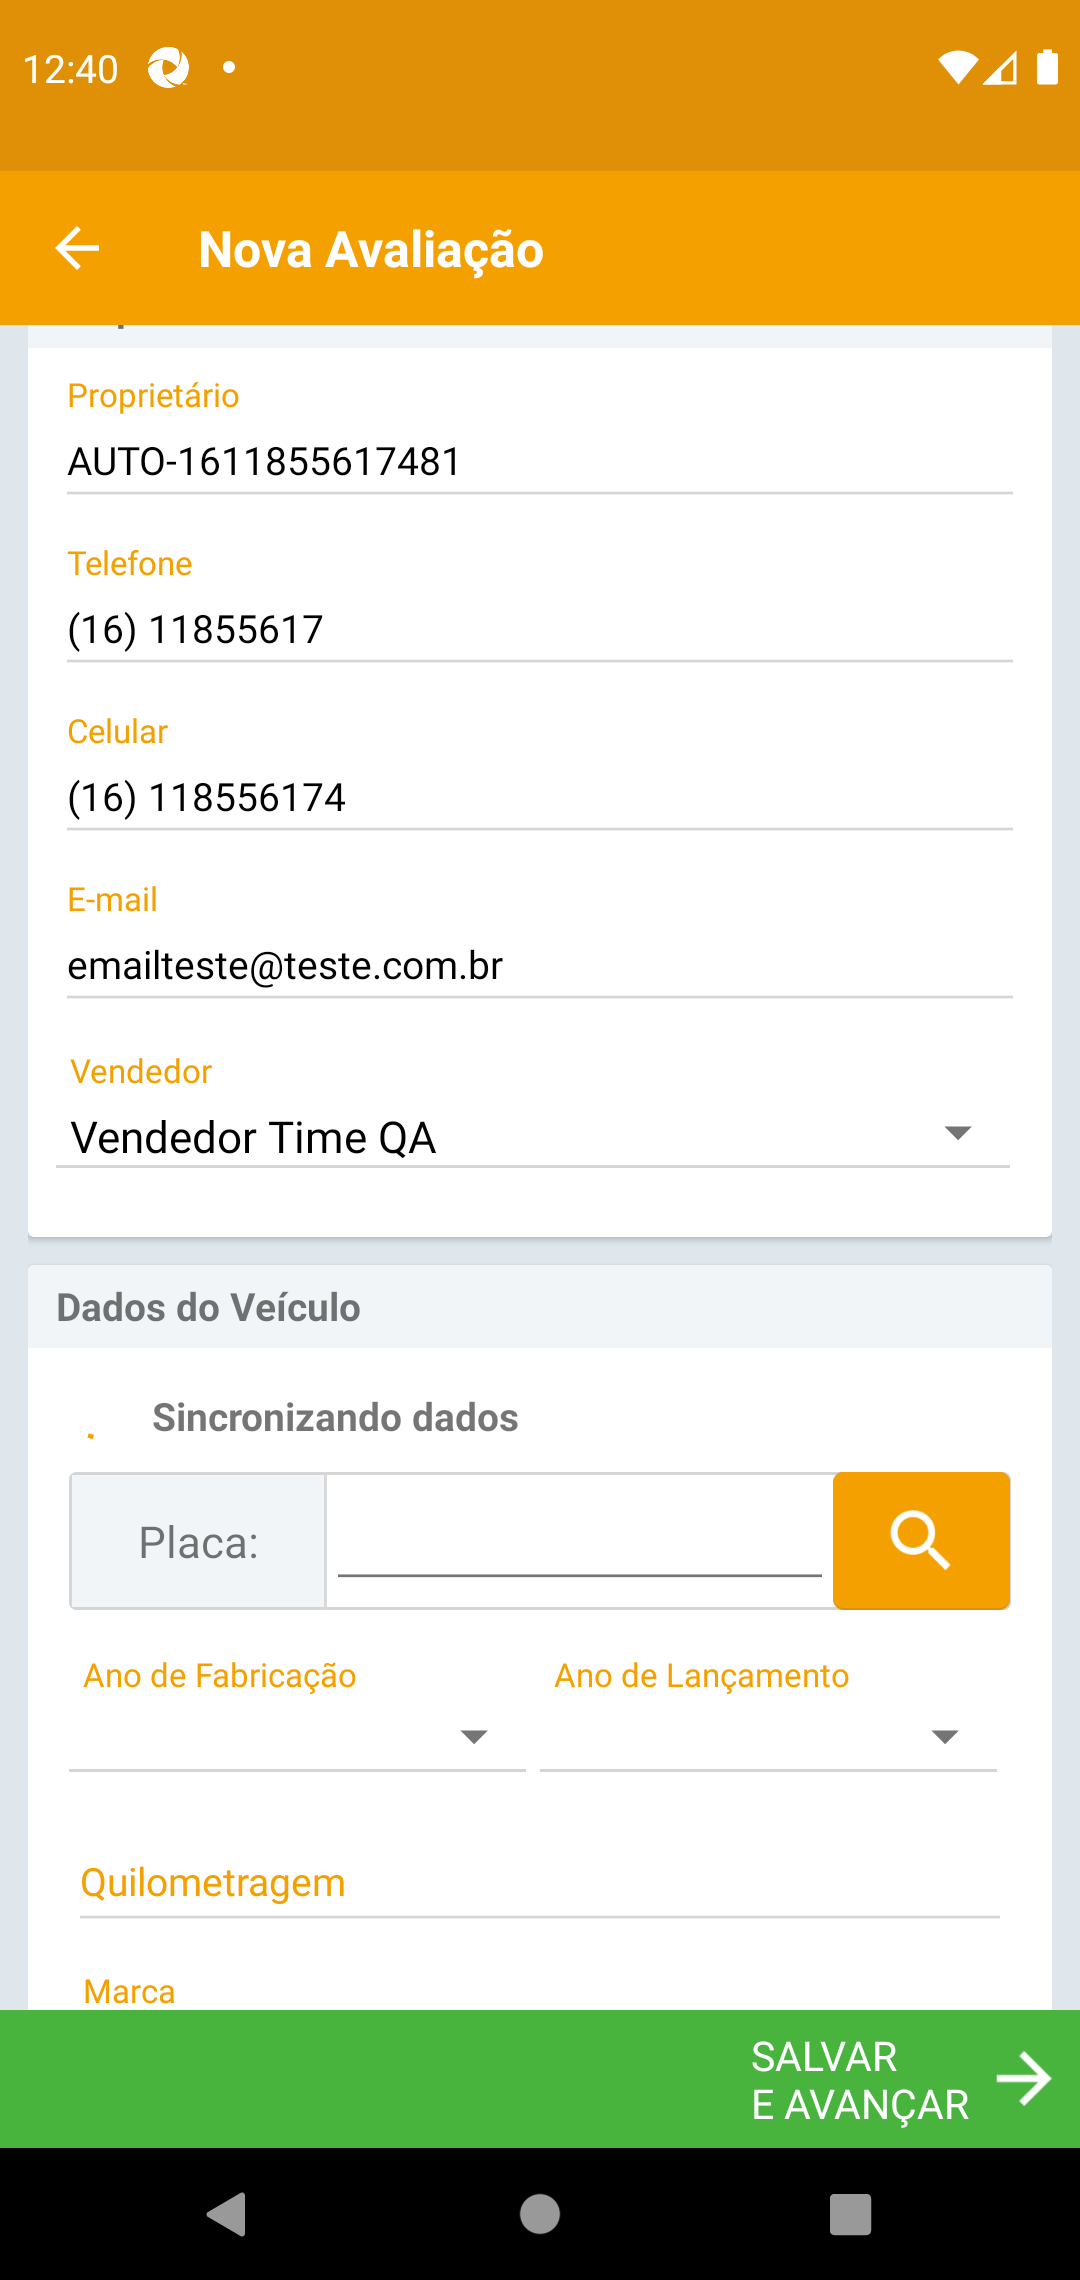 12:40
Nova Avaliação
Proprietário
AUTO-1611855617481
Telefone
(16) 11855617
Celular
(16) 118556174
E-mail
emailteste@teste.com.br
Vendedor
Vendedor Time QA
Dados do Veículo
Sincronizando dados
Placa:
Ano de Fabricação Ano de Lançamento
Quilometragem
Marca
SALVAR
E AVANÇAR